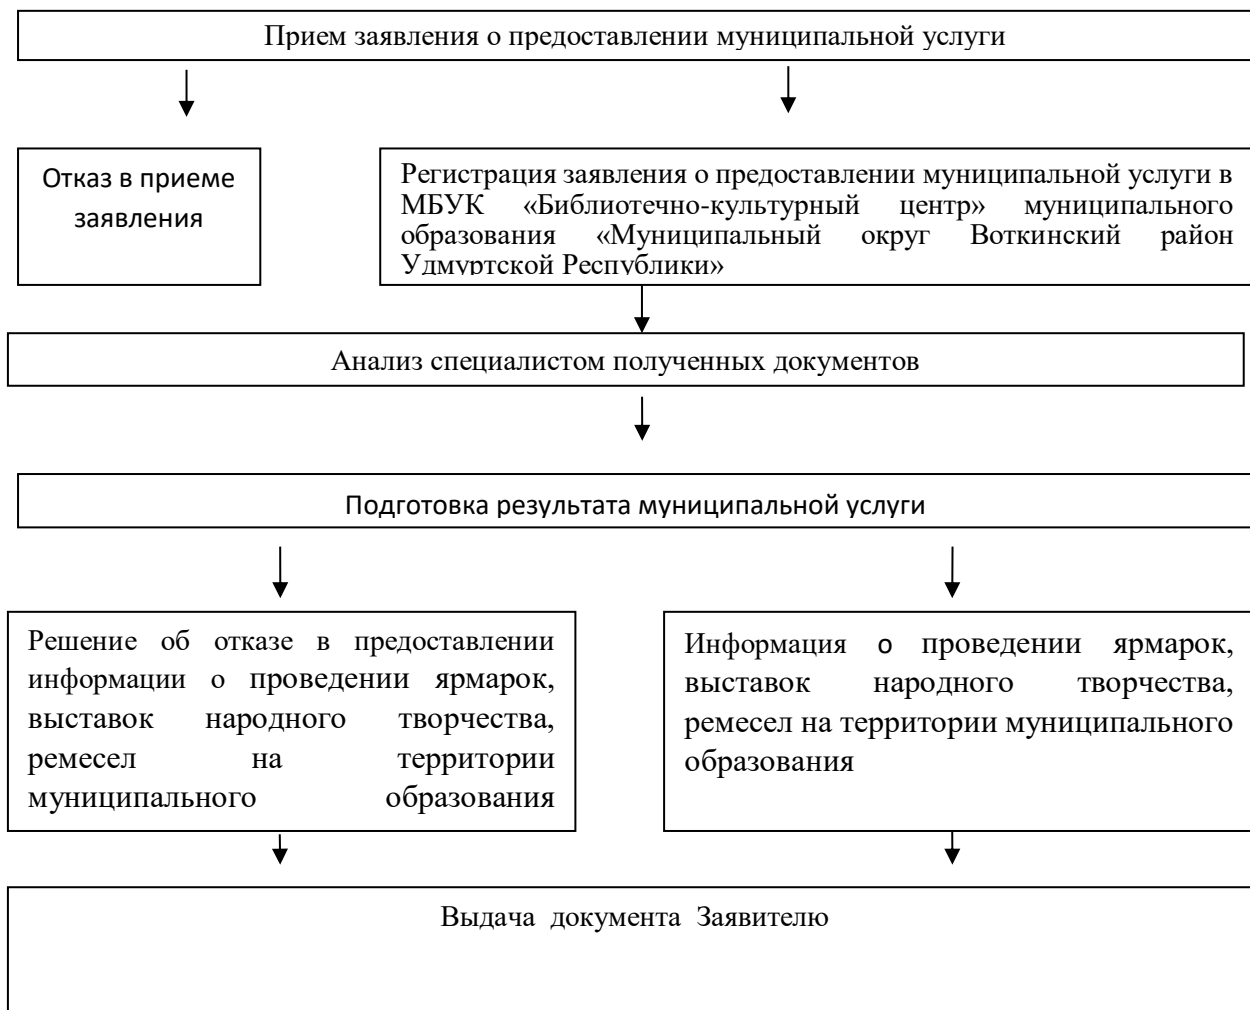 Прием заявления о предоставлении муниципальной услуги
Отказ в приеме
заявления
Регистрация заявления о предоставлении муниципальной услуги в
МБУК «Библиотечно-культурный центр» муниципального
образования «Муниципальный округ Воткинский район
Удмуртской Республики»
Анализ специалистом полученных документов
Подготовка результата муниципальной услуги
Решение об отказе в предоставлении
информации о проведении ярмарок,
выставок народного творчества,
ремесел на территории
муниципального образования
Информация о проведении ярмарок,
выставок народного творчества,
ремесел на территории муниципального
образования
Выдача документа Заявителю